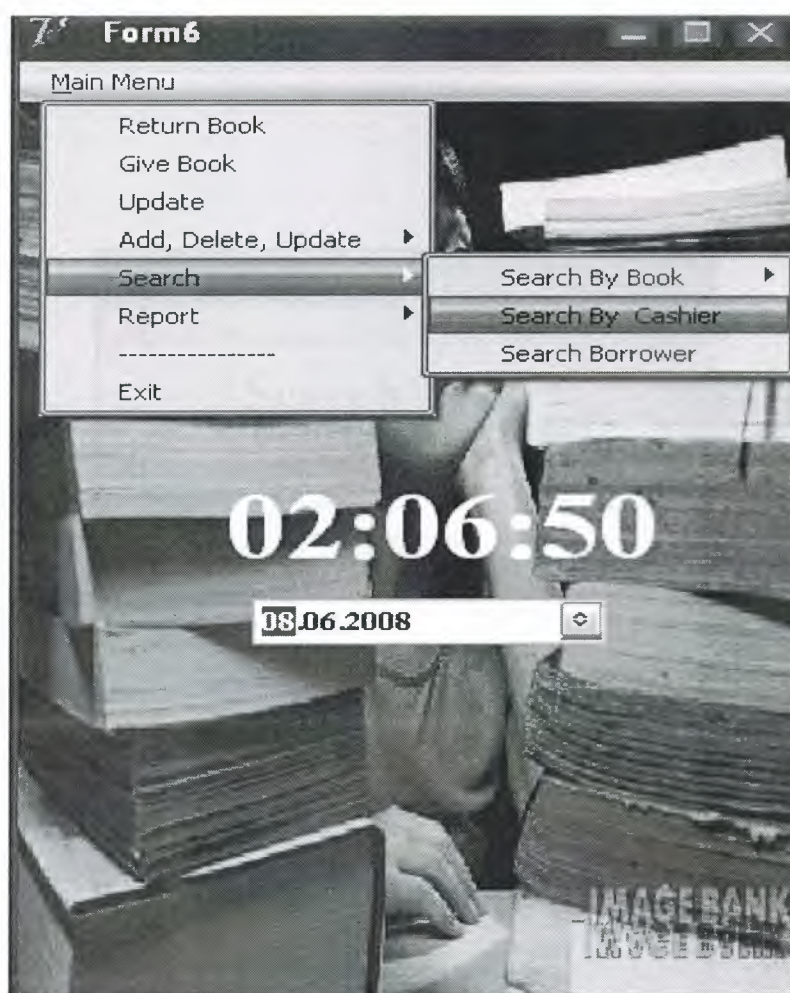 Form6
Main Menu
Return Book
Give Book
Update
Add, Delete, Update
Search
Report
----------------
Exit
Search By Book
Search By Cashier
Search Borrower
02:06:50
08.06.2008
IMAGE BANK